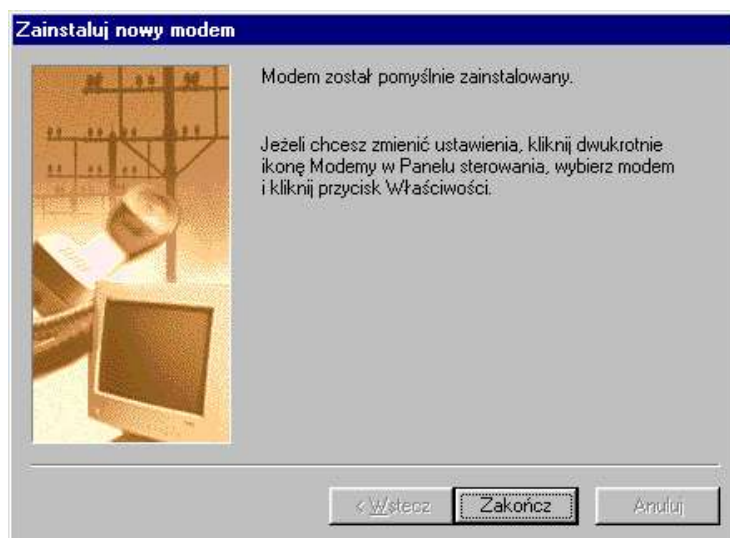 Zainstaluj nowy modem
Modem został pomyślnie zainstalowany.
Jeżeli chcesz zmienić ustawienia, kliknij dwukrotnie
ikonę Modemy w Panelu sterowania, wybierz modem
i kliknij przycisk Właściwości.
< Wstecz Zakończ Anuluj